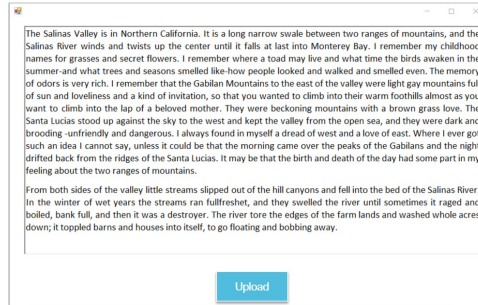 The Salinas Valley is in Northern California. It is a long narrow swale between two ranges of mountains, and the
Salinas River winds and twists up the center until it falls at last into Monterey Bay. I remember my childhood
names for grasses and secret flowers. I remember where a toad may live and what time the birds awaken in the
summer-and what trees and seasons smelled like-how people looked and walked and smelled even. The memory
of odors is very rich. I remember that the Gabilan Mountains to the east of the valley were light gay mountains ful
of sun and loveliness and a kind of invitation, so that you wanted to climb into their warm foothills almost as you
want to climb into the lap of a beloved mother. They were beckoning mountains with a brown grass love. The
Santa Lucias stood up against the sky to the west and kept the valley from the open sea, and they were dark and
brooding -unfriendly and dangerous. I always found in myself a dread of west and a love of east. Where I ever got
such an idea I cannot say, unless it could be that the morning came over the peaks of the Gabilans and the night
drifted back from the ridges of the Santa Lucias. It may be that the birth and death of the day had some part in my
feeling about the two ranges of mountains.
From both sides of the valley little streams slipped out of the hill canyons and fell into the bed of the Salinas River
In the winter of wet years the streams ran fullfreshet, and they swelled the river until sometimes it raged and
boiled, bank full, and then it was a destroyer. The river tore the edges of the farm lands and washed whole acres
down; it toppled barns and houses into itself, to go floating and bobbing away.
Upload